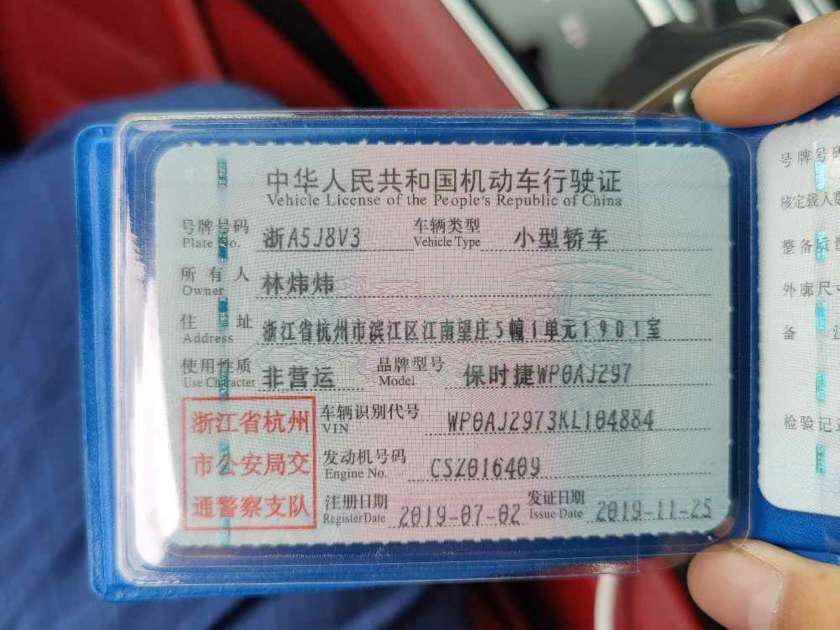 中华人民共和国机动车行驶证
Vehicle License of the People's Republic of China
号牌号码 浙A5J8V3 车辆类型 小型轿车
Plate No. Vehicle Type
所有人 林炜炜
Owner
住址 浙江省杭州市滨江区江南望庄5幢1单元1901室
Address
使用性质 非营运 品牌型号 保时捷WP0AJZ97
Use Character Model
浙江省杭州
市公安局交
通警察支队
车辆识别代号 WP0AJ2973KL104884
VIN
发动机号码 CSZ016409
Engine No.
注册日期 2019-07-02 发证日期 2019-11-25
Register Date Issue Date
号牌号码
核定载人
整备
外廓尺寸
备
检验记